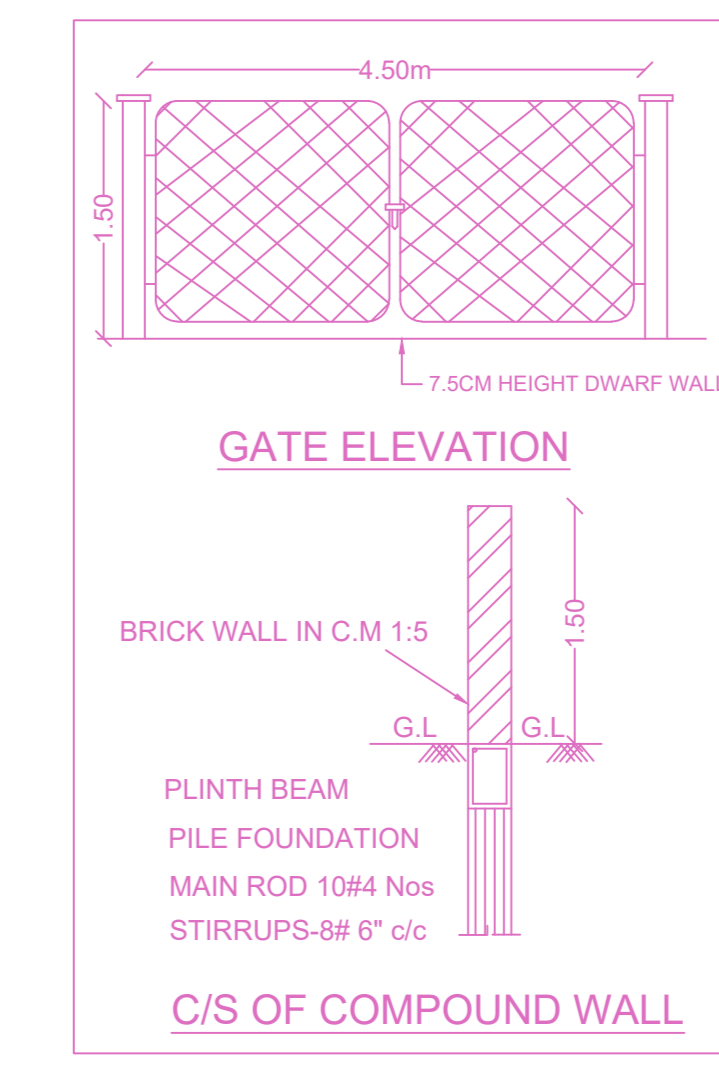 4.50m
1.50
7.5CM HEIGHT DWARF WALL
GATE ELEVATION
BRICK WALL IN C.M 1:5
1.50
G.L
G.L
PLINTH BEAM
PILE FOUNDATION
MAIN ROD 10#4 Nos
STIRRUPS-8# 6" c/c
C/S OF COMPOUND WALL